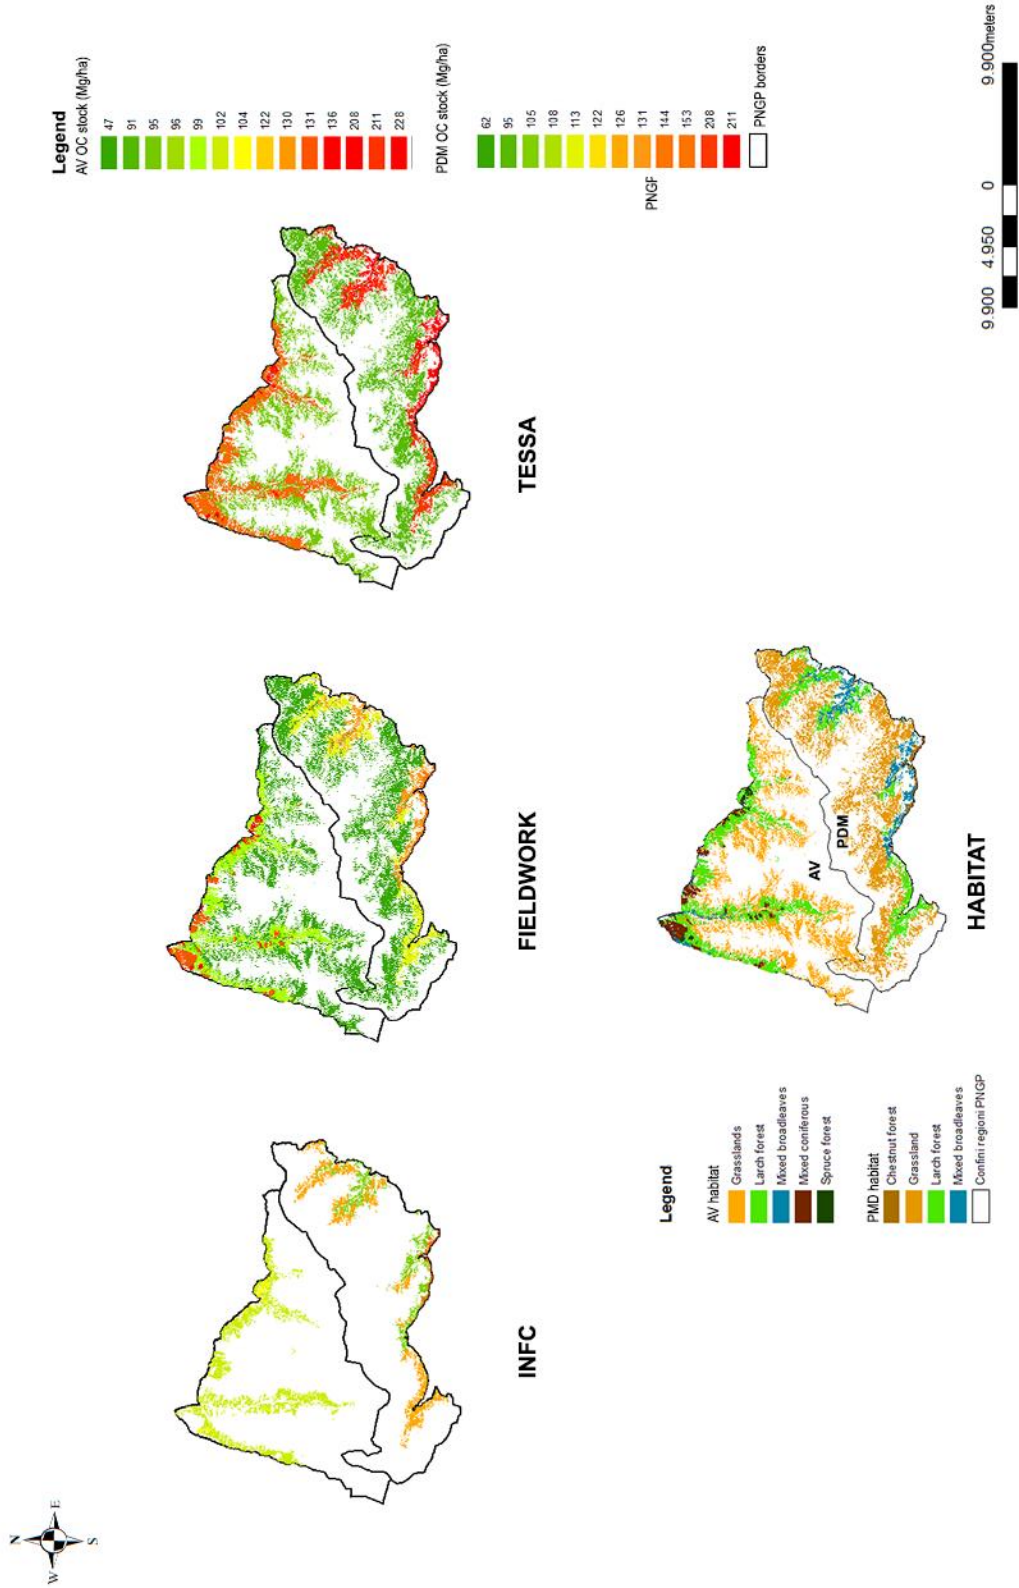 N
W
E
S
INFC
FIELDWORK
TESSA
HABITAT
AV
PDM
Legend
AV OC stock (Mg/ha)
47
91
95
96
99
102
104
122
130
131
136
208
211
228
PDM OC stock (Mg/ha)
62
95
105
108
113
122
126
131
144
153
208
211
PNGF
PNGP borders
Legend
AV habitat
Grasslands
Larch forest
Mixed broadleaves
Mixed coniferous
Spruce forest
PMD habitat
Chestnut forest
Grassland
Larch forest
Mixed broadleaves
Confini regioni PNGP
9.900 4.950 0 9.900meters